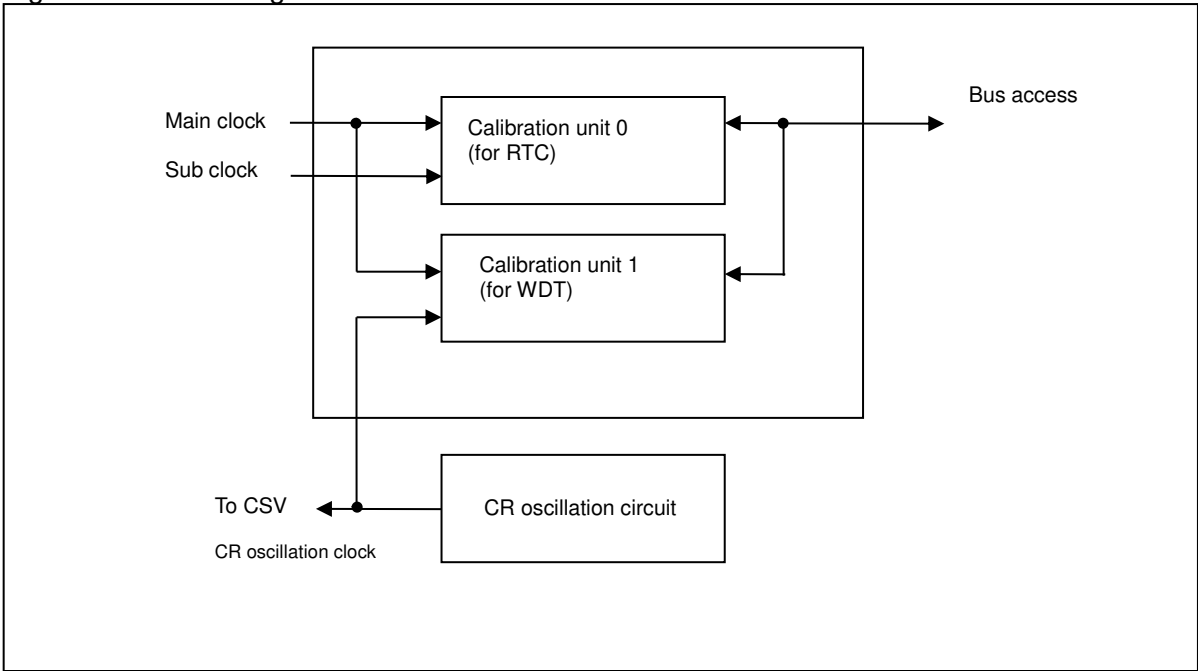 Main clock
Sub clock
Calibration unit 0
(for RTC)
Bus access
Calibration unit 1
(for WDT)
To CSV
CR oscillation clock
CR oscillation circuit